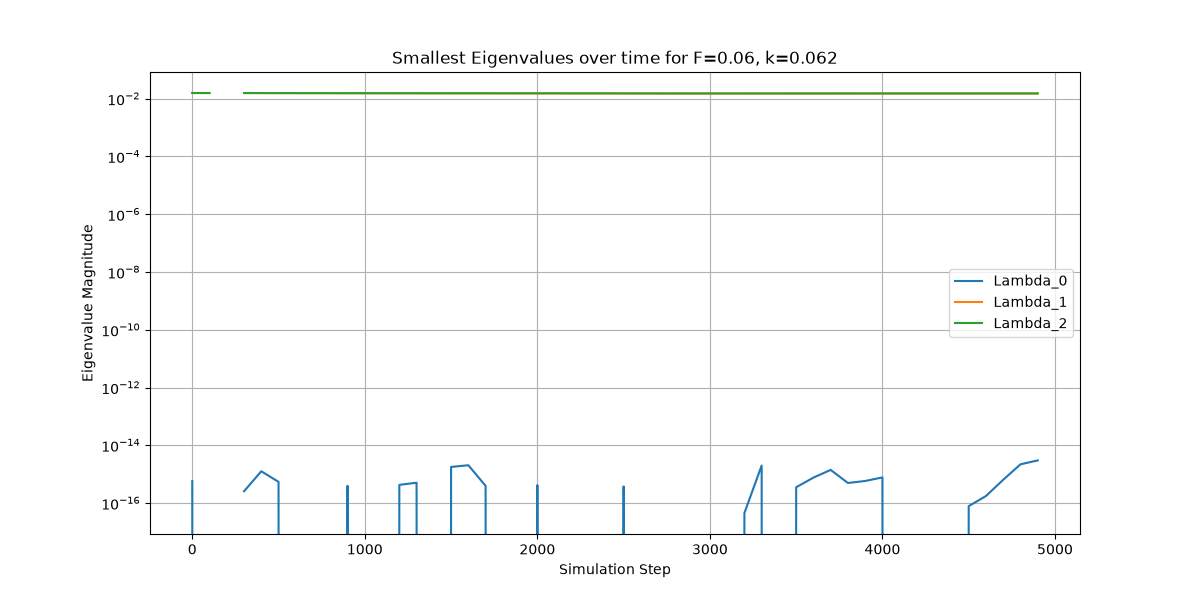 Smallest Eigenvalues over time for F=0.06, k=0.062
Eigenvalue Magnitude
10⁻²
10⁻⁴
10⁻⁶
10⁻⁸
10⁻¹⁰
10⁻¹²
10⁻¹⁴
10⁻¹⁶
Lambda_0
Lambda_1
Lambda_2
0 1000 2000 3000 4000 5000
Simulation Step